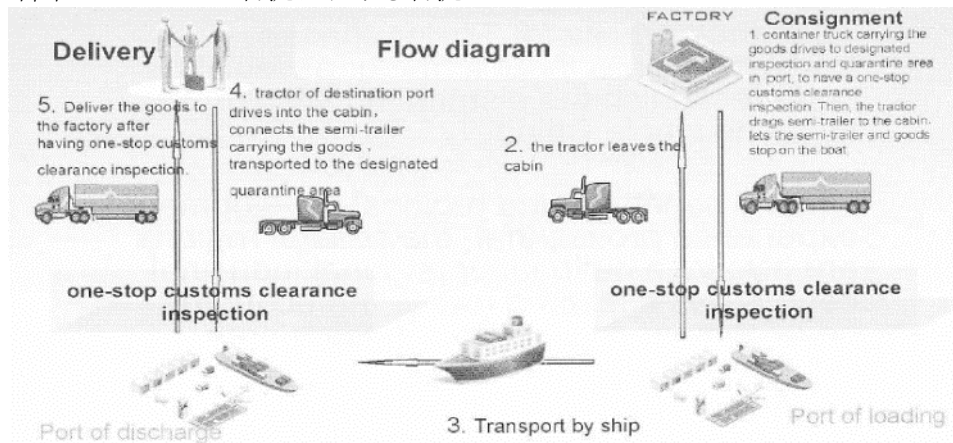 FACTORY
Consignment
1. container truck carrying the
goods drives to designated
inspection and quarantine area
in port, to have a one-stop
customs clearance
inspection. Then, the tractor
drags semi-trailer to the cabin,
lets the semi-trailer and goods
stop on the boat.
Delivery
Flow diagram
5. Deliver the goods to
the factory after
having one-stop customs
clearance inspection.
4. tractor of destination port
drives into the cabin,
connects the semi-trailer
carrying the goods ,
transported to the designated
quarantine area
2. the tractor leaves the
cabin
one-stop customs clearance
inspection
one-stop customs clearance
inspection
Port of discharge
3. Transport by ship
Port of loading